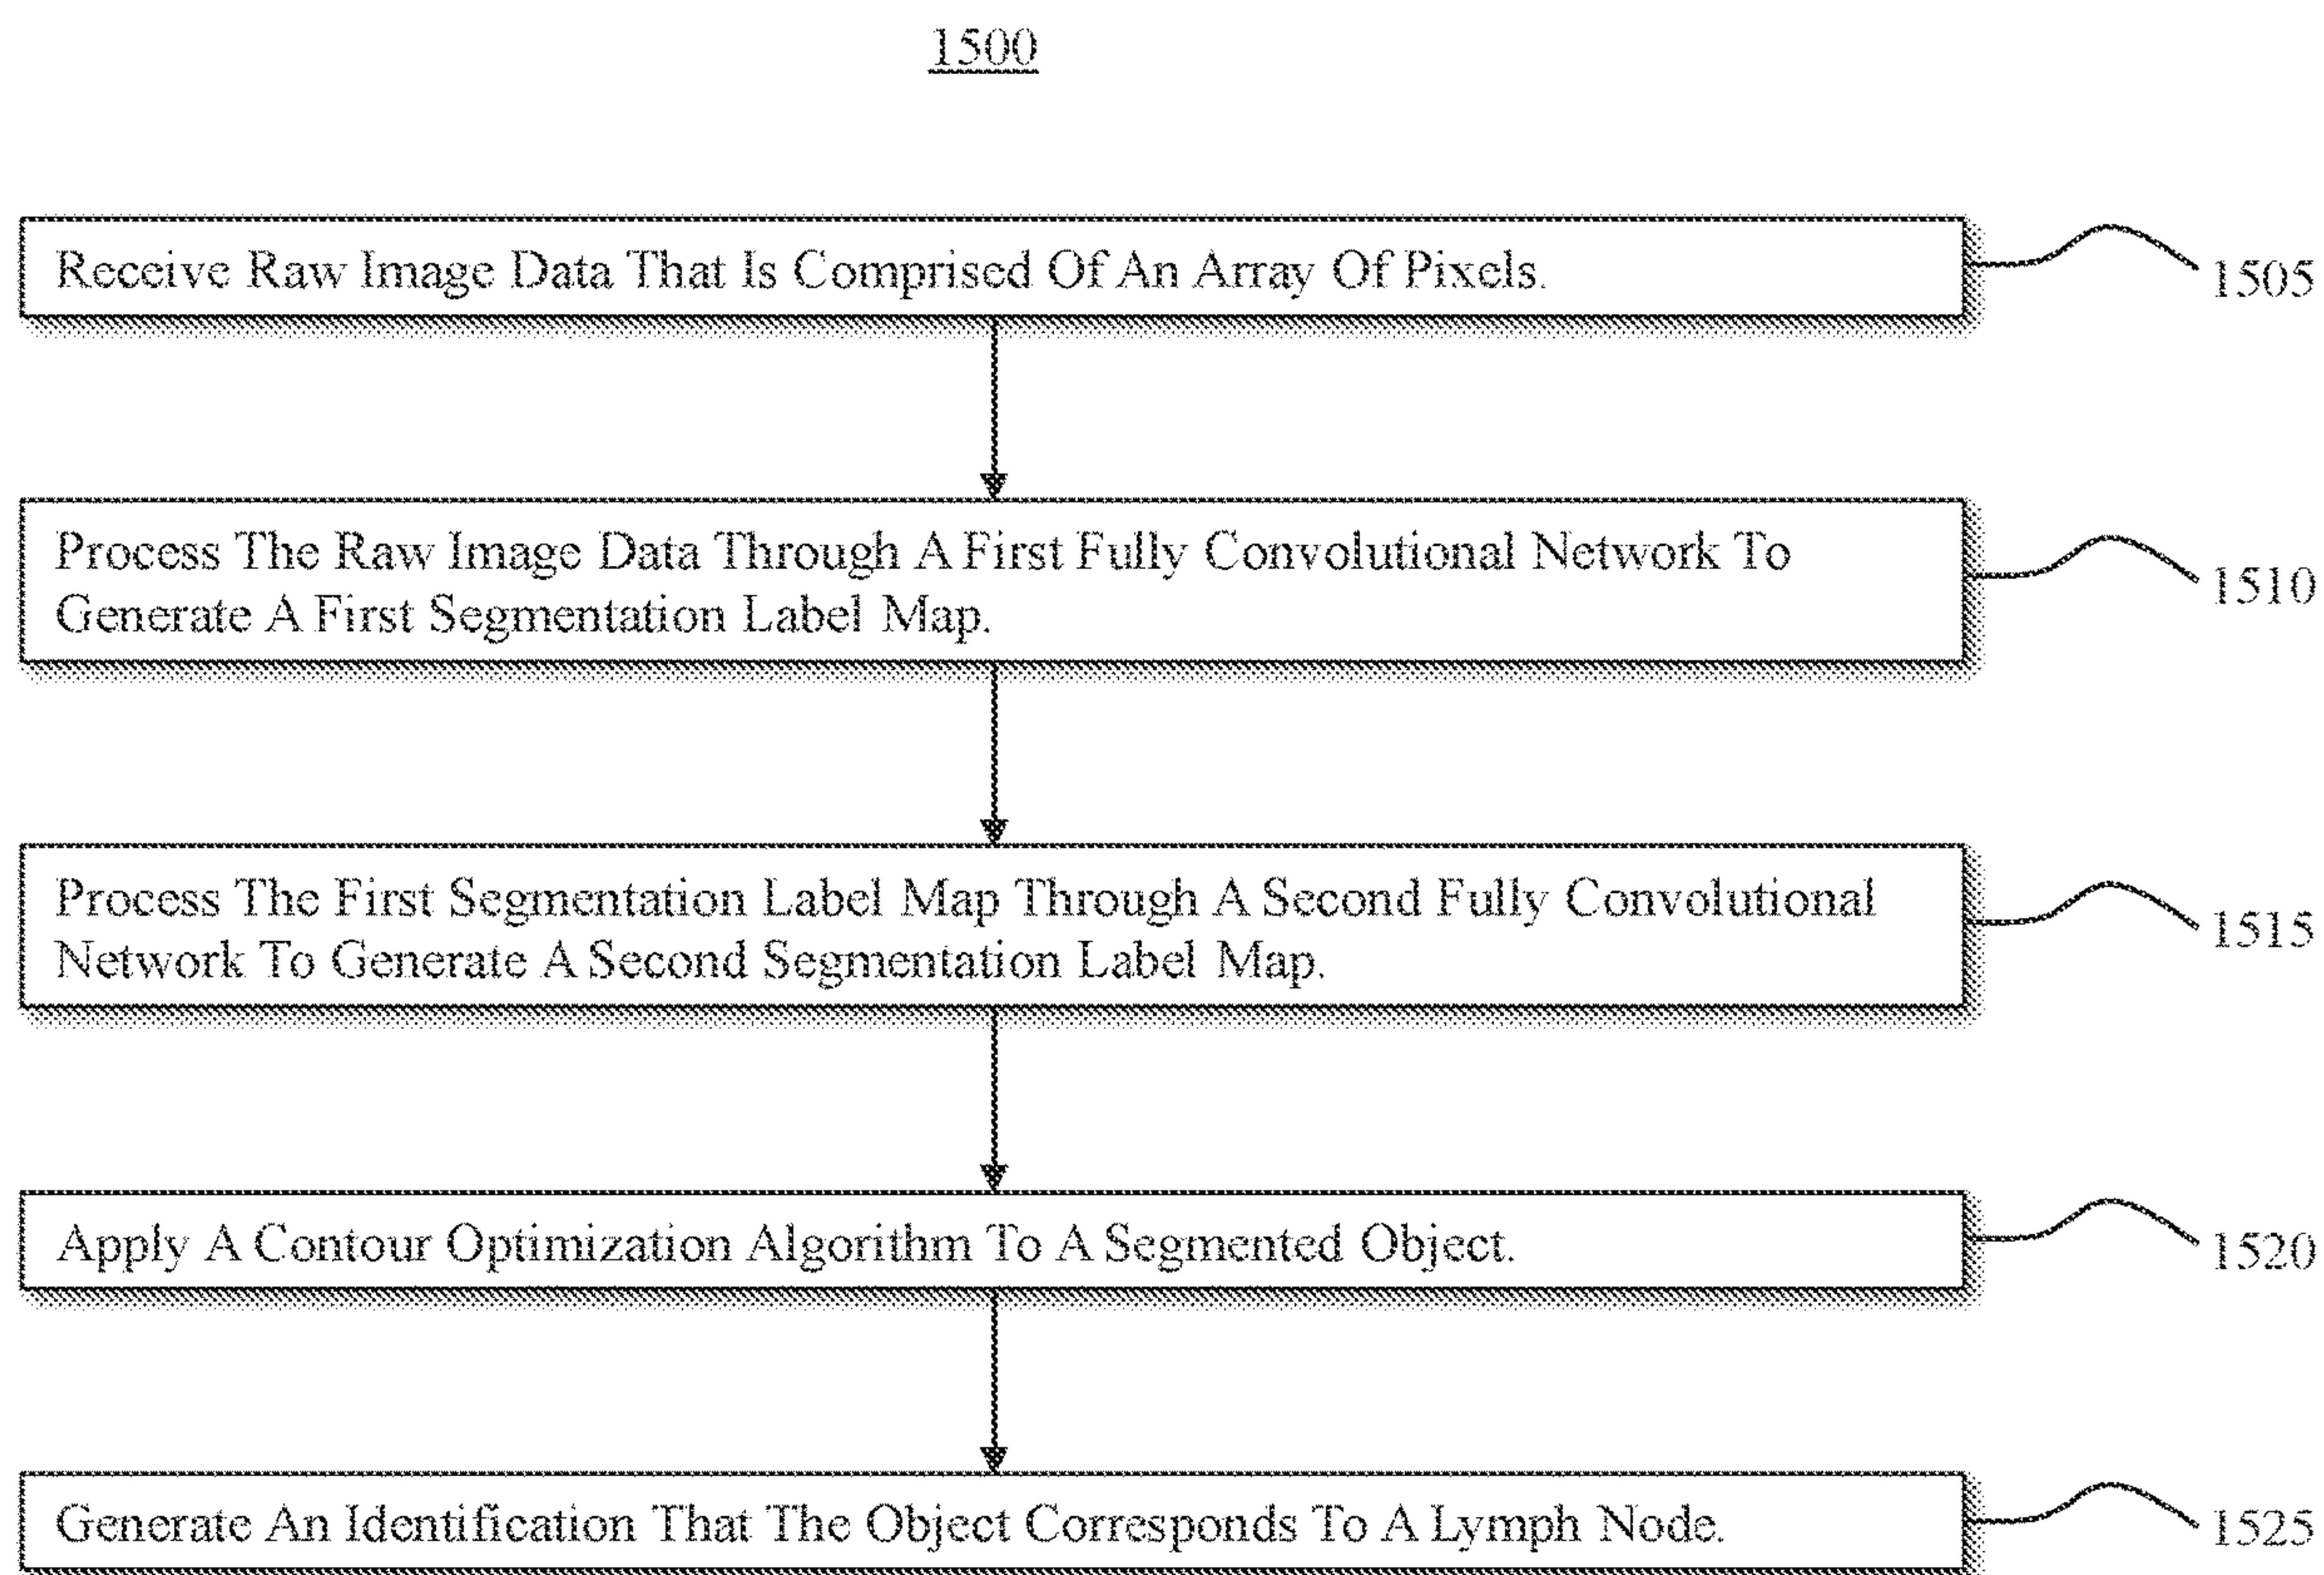 1500
Receive Raw Image Data That Is Comprised Of An Array Of Pixels.
1505
Process The Raw Image Data Through A First Fully Convolutional Network To
Generate A First Segmentation Label Map.
1510
Process The First Segmentation Label Map Through A Second Fully Convolutional
Network To Generate A Second Segmentation Label Map.
1515
Apply A Contour Optimization Algorithm To A Segmented Object.
1520
Generate An Identification That The Object Corresponds To A Lymph Node.
1525